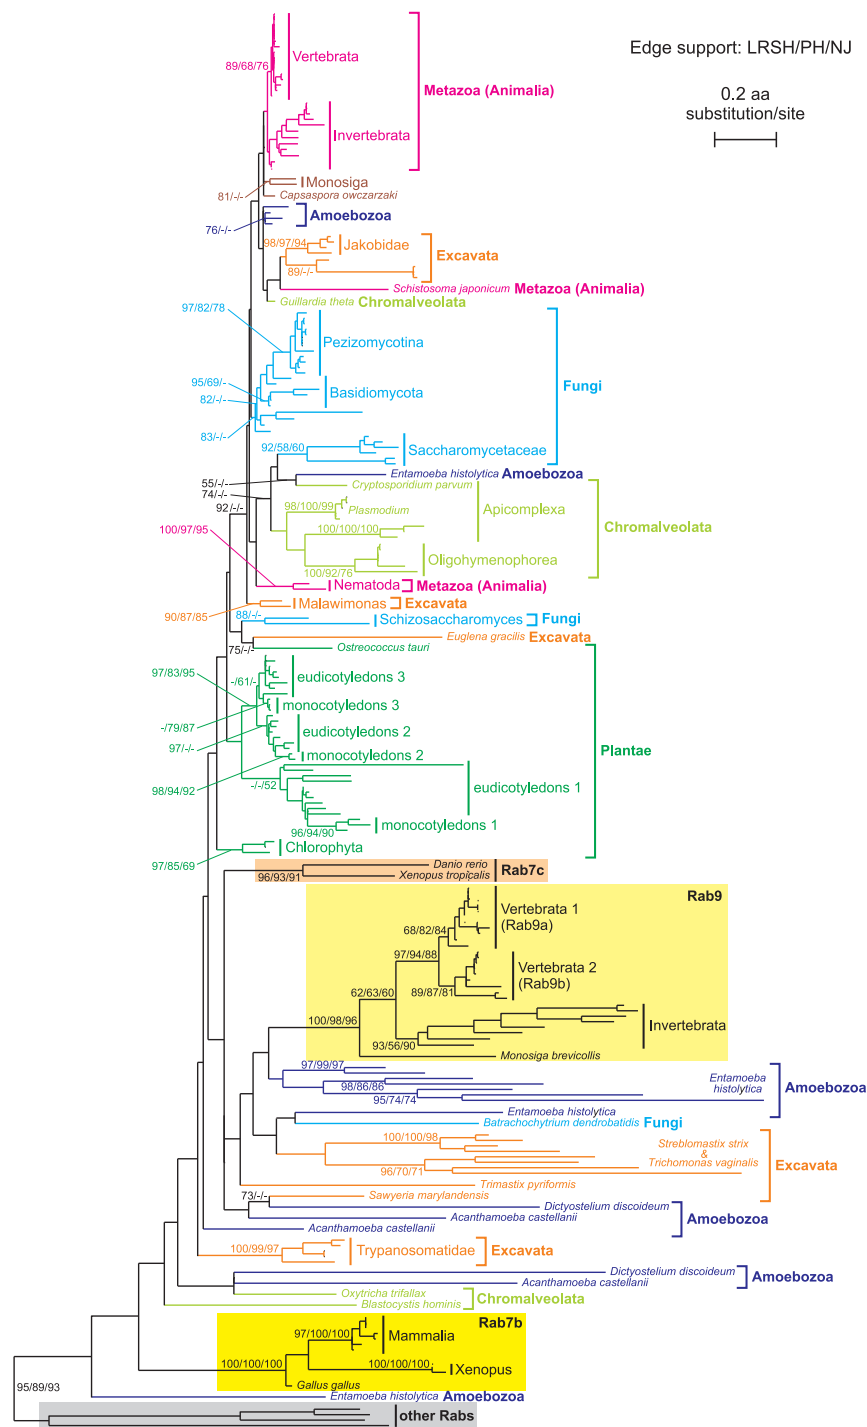 Edge support: LRSH/PH/NJ
0.2 aa
substitution/site
Vertebrata
89/68/76
Metazoa (Animalia)
Invertebrata
Monosiga
81/-/-
Capsaspora owczarzaki
Amoebozoa
76/-/-
98/97/94
Jakobidae
Excavata
89/-/-
Schistosoma japonicum
Metazoa (Animalia)
Guillardia theta
Chromalveolata
97/82/78
Pezizomycotina
Fungi
95/69/-
Basidiomycota
82/-/-
83/-/-
92/58/60
Saccharomycetaceae
Entamoeba histolytica
Amoebozoa
55/-/-
Cryptosporidium parvum
74/-/-
92/-/-
98/100/99
Plasmodium
Apicomplexa
100/97/95
100/100/100
Chromalveolata
Oligohymenophorea
100/92/76
Nematoda
Metazoa (Animalia)
Malawimonas
Excavata
90/87/85
88/-/-
Schizosaccharomyces
Fungi
Euglena gracilis
Excavata
75/-/-
Ostreococcus tauri
97/83/95
-/61/-
eudicotyledons 3
-/79/87
monocotyledons 3
eudicotyledons 2
97/-/-
Plantae
monocotyledons 2
98/94/92
-/-/52
eudicotyledons 1
96/94/90
monocotyledons 1
Chlorophyta
97/85/69
Danio rerio
Rab7c
96/93/91
Xenopus tropicalis
Rab9
Vertebrata 1
(Rab9a)
68/82/84
97/94/88
Vertebrata 2
(Rab9b)
89/87/81
62/63/60
100/98/96
Invertebrata
93/56/90
Monosiga brevicollis
97/99/97
98/86/86
95/74/74
Entamoeba
histolytica
Amoebozoa
Entamoeba histolytica
Batrachochytrium dendrobatidis
Fungi
100/100/98
Streblomastix strix
&
Trichomonas vaginalis
96/70/71
Excavata
Trimastix pyriformis
73/-/-
Sawyeria marylandensis
Dictyostelium discoideum
Acanthamoeba castellanii
Amoebozoa
Acanthamoeba castellanii
100/99/97
Trypanosomatidae
Excavata
Dictyostelium discoideum
Acanthamoeba castellanii
Amoebozoa
Oxytricha trifallax
Chromalveolata
Blastocystis hominis
Rab7b
97/100/100
Mammalia
100/100/100
100/100/100
Xenopus
Gallus gallus
95/89/93
Entamoeba histolytica
Amoebozoa
other Rabs